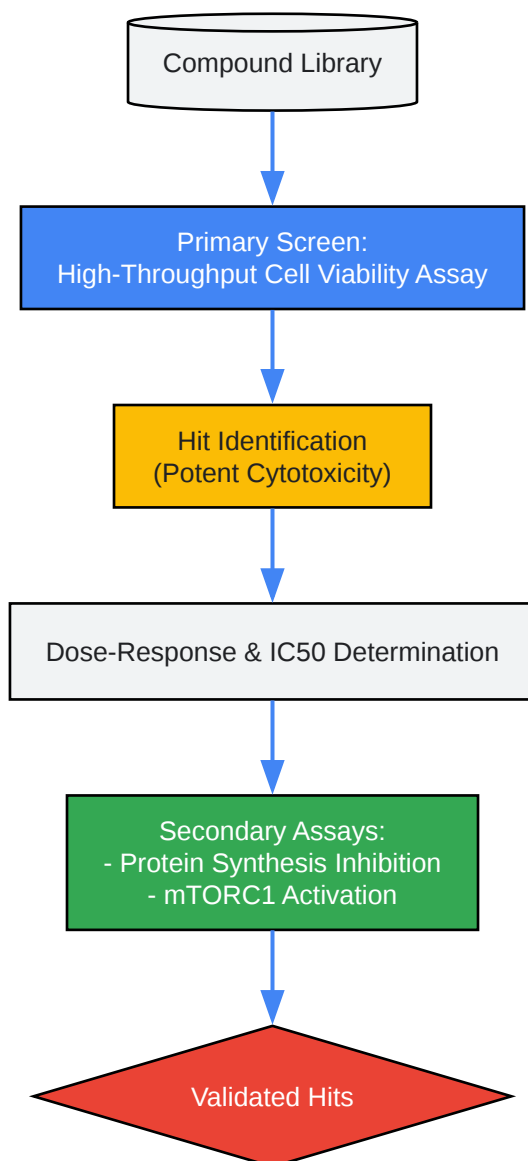 Compound Library
Primary Screen:
High-Throughput Cell Viability Assay
Hit Identification
(Potent Cytotoxicity)
Dose-Response & IC50 Determination
Secondary Assays:
- Protein Synthesis Inhibition
- mTORC1 Activation
Validated Hits